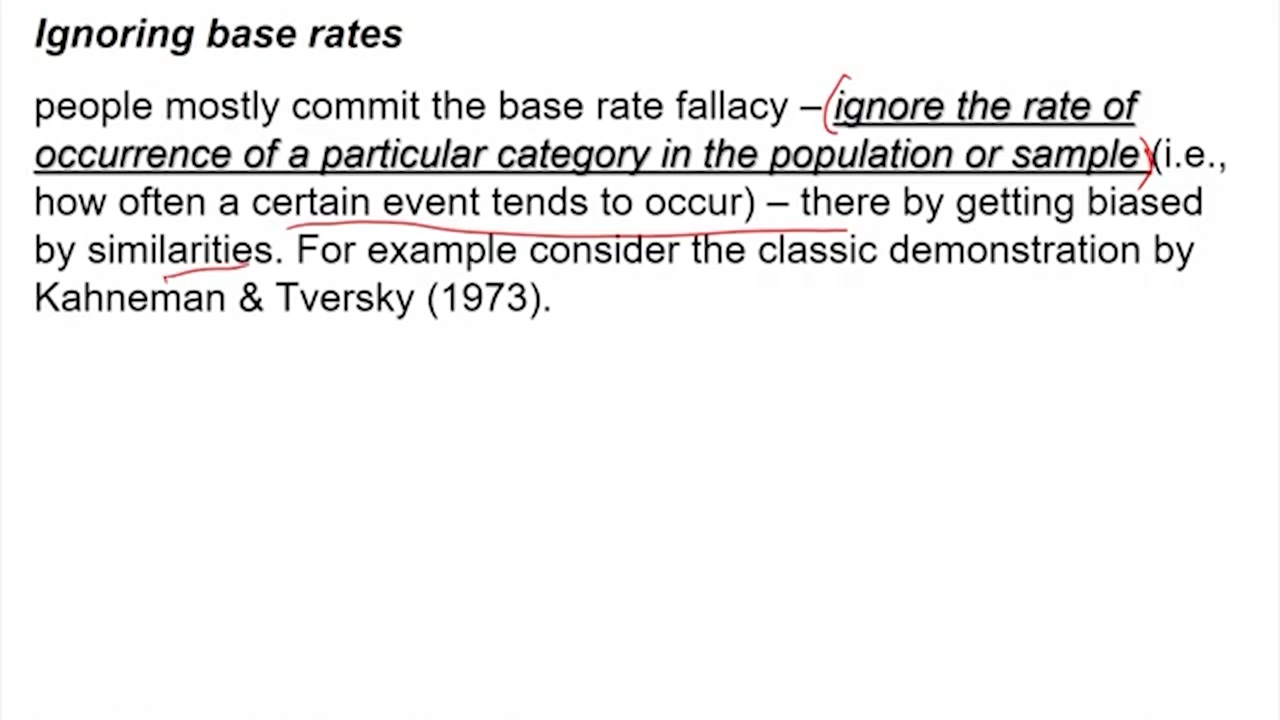 Ignoring base rates
people mostly commit the base rate fallacy – ignore the rate of
occurrence of a particular category in the population or sample (i.e.,
how often a certain event tends to occur) – there by getting biased
by similarities. For example consider the classic demonstration by
Kahneman & Tversky (1973).